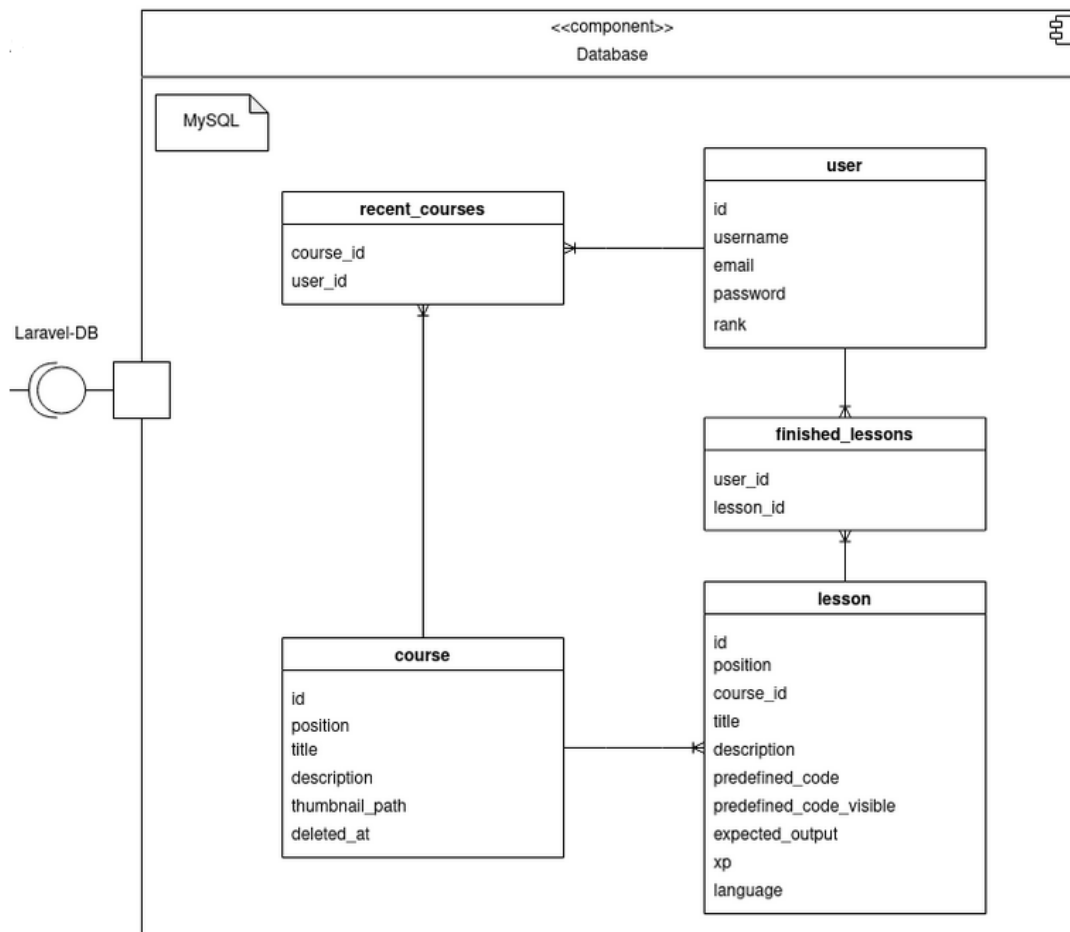 <<component>>
Database
MySQL
user
id
username
email
password
rank
recent_courses
course_id
user_id
Laravel-DB
finished_lessons
user_id
lesson_id
lesson
id
position
course_id
title
description
predefined_code
predefined_code_visible
expected_output
xp
language
course
id
position
title
description
thumbnail_path
deleted_at